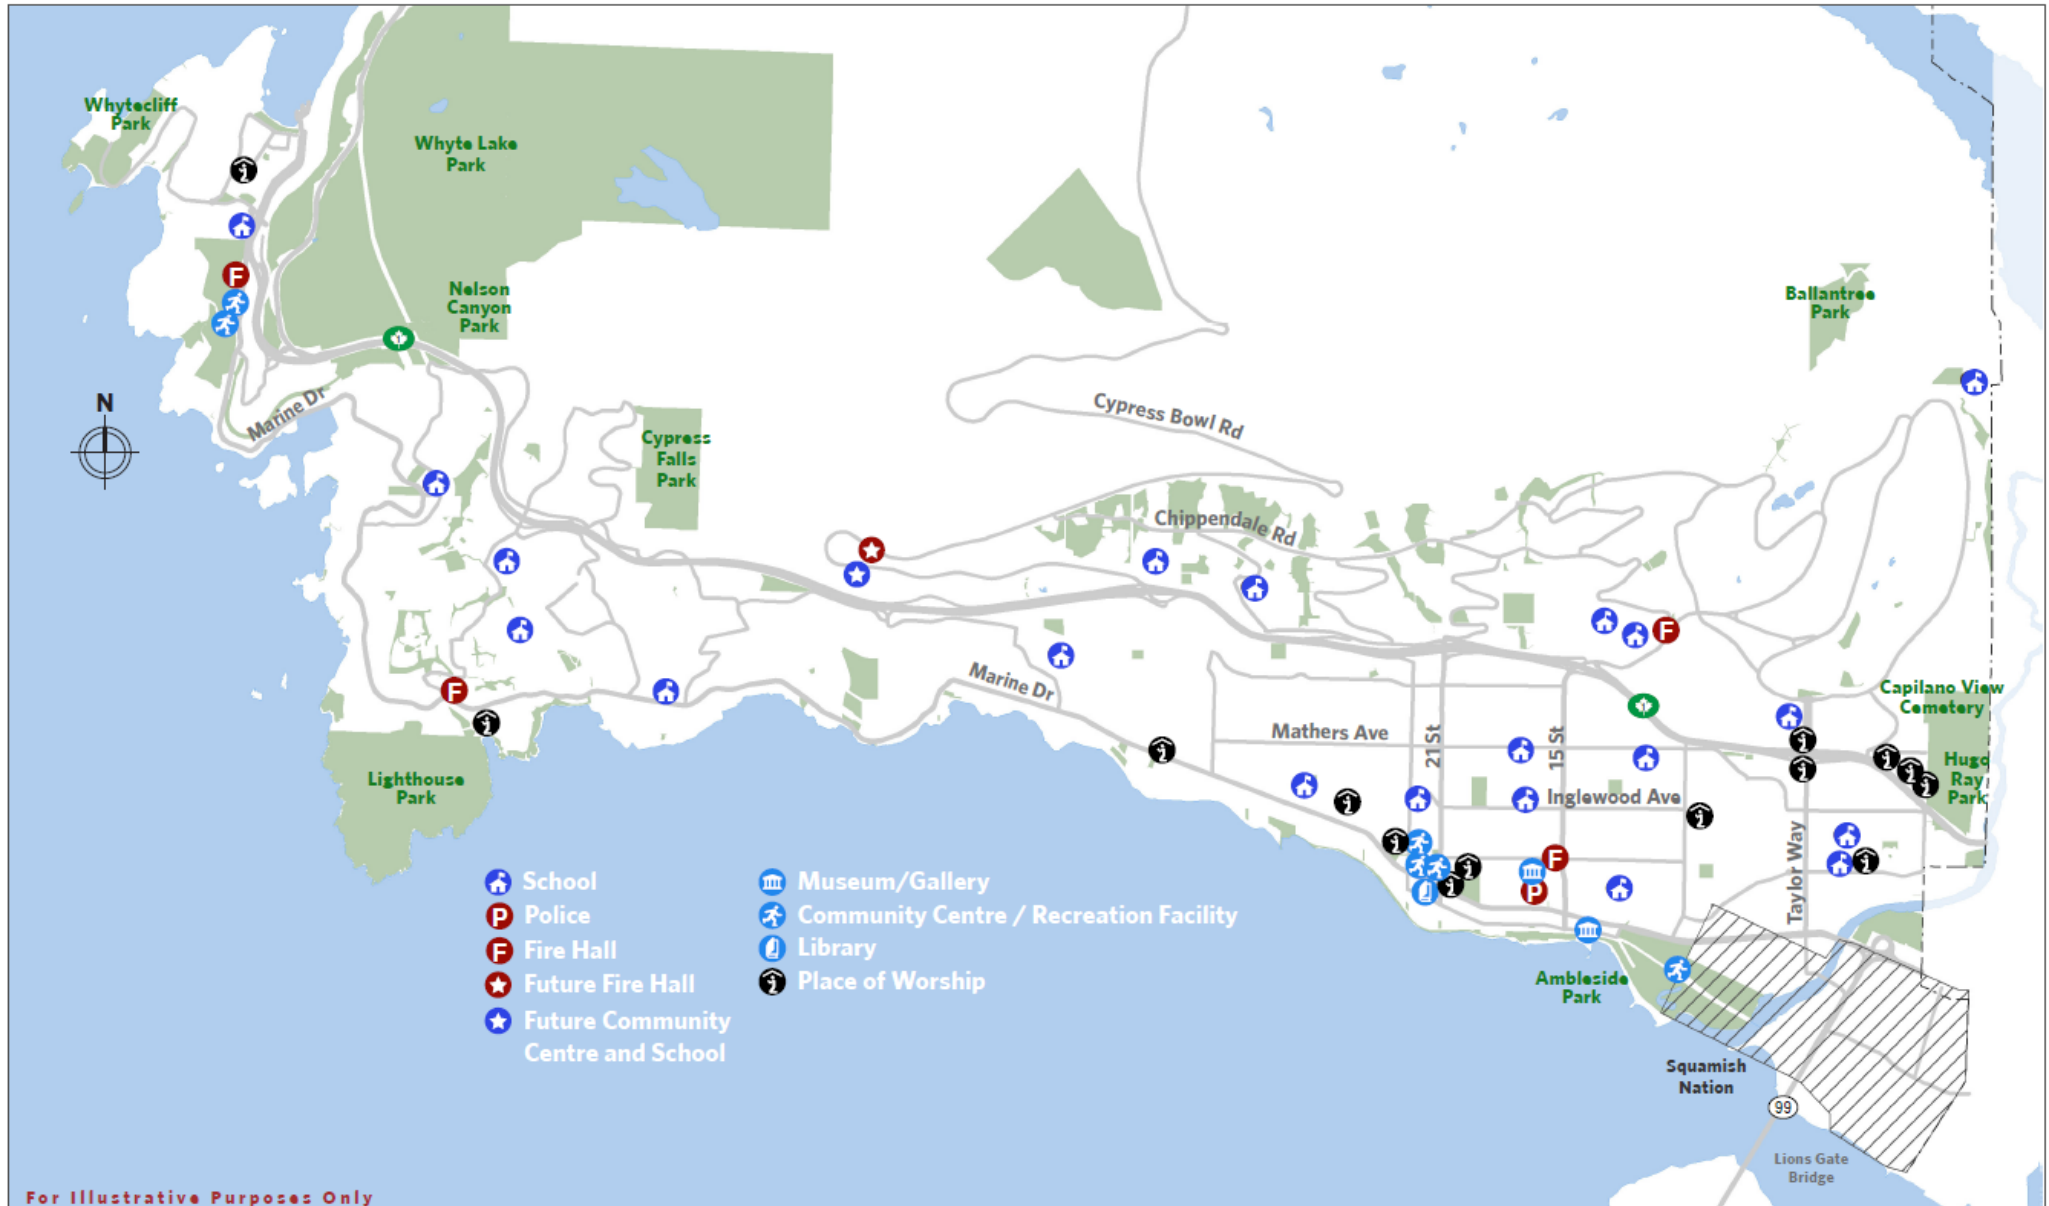 Whytecliff
Park
Whyte Lake
Park
Nelson
Canyon
Park
1
Ballantree
Park
N
Marine Dr
Cypress Bowl Rd
Cypress
Falls
Park
Chippendale Rd
Marine Dr
Mathers Ave
21 St
15 St
1
Capilano View
Cemetery
Hugo
Ray
Park
Inglewood Ave
Taylor Way
Lighthouse
Park
F
F
F
F
P
School
P Police
F Fire Hall
Future Fire Hall
Future Community
Centre and School
Museum/Gallery
Community Centre / Recreation Facility
Library
Place of Worship
Ambleside
Park
Squamish
Nation
99
Lions Gate
Bridge
For Illustrative Purposes Only